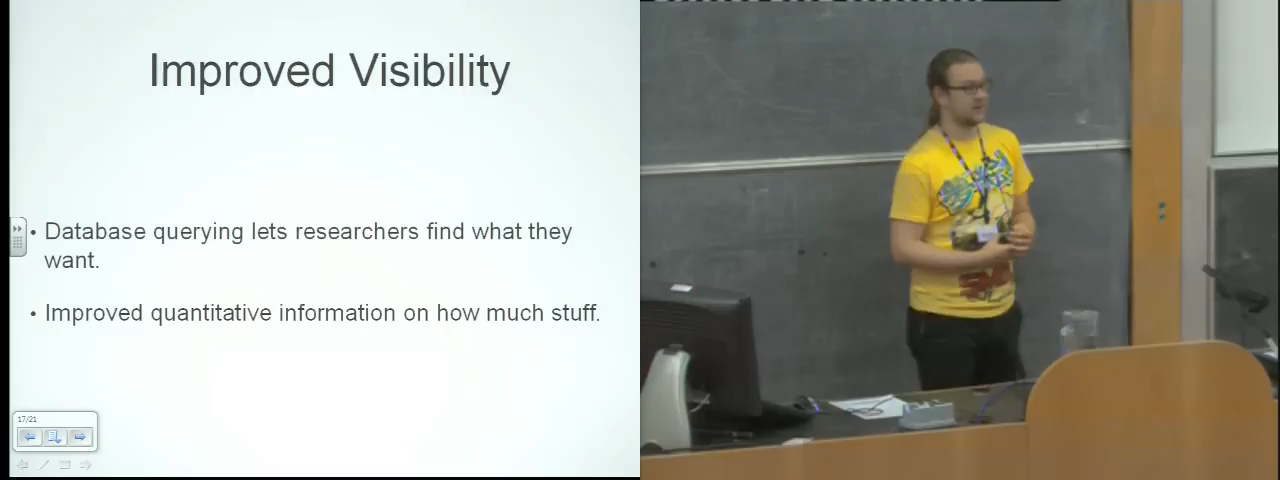 Improved Visibility
• Database querying lets researchers find what they
want.
• Improved quantitative information on how much stuff.
17/21